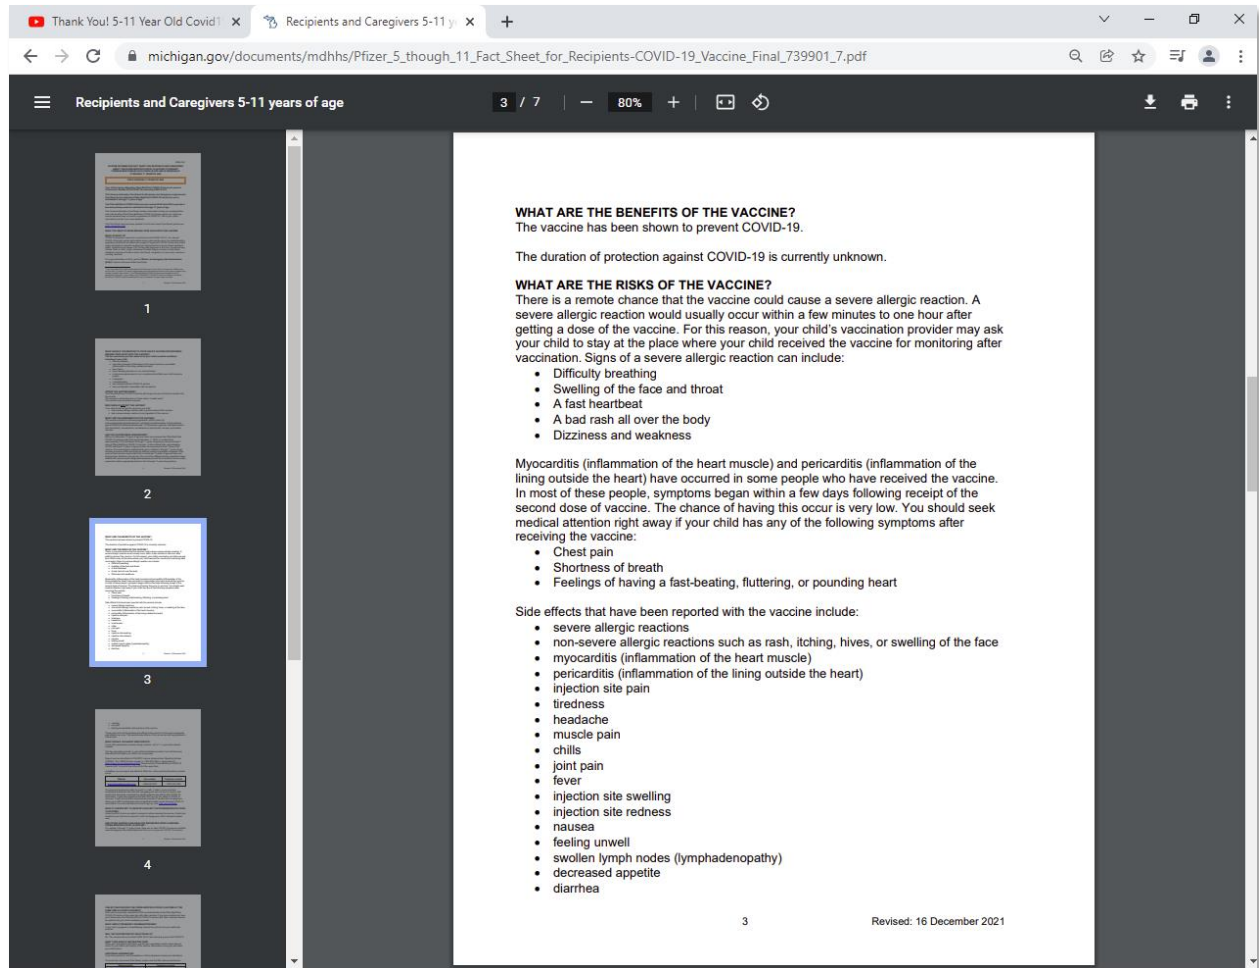 Thank You! 5-11 Year Old Covid1
Recipients and Caregivers 5-11 y
michigan.gov/documents/mdhhs/Pfizer_5_though_11_Fact_Sheet_for_Recipients-COVID-19_Vaccine_Final_739901_7.pdf
Recipients and Caregivers 5-11 years of age
3 / 7
80%
1
2
3
4
WHAT ARE THE BENEFITS OF THE VACCINE?
The vaccine has been shown to prevent COVID-19.
The duration of protection against COVID-19 is currently unknown.
WHAT ARE THE RISKS OF THE VACCINE?
There is a remote chance that the vaccine could cause a severe allergic reaction. A
severe allergic reaction would usually occur within a few minutes to one hour after
getting a dose of the vaccine. For this reason, your child's vaccination provider may ask
your child to stay at the place where your child received the vaccine for monitoring after
vaccination. Signs of a severe allergic reaction can include:
• Difficulty breathing
• Swelling of the face and throat
• A fast heartbeat
• A bad rash all over the body
• Dizziness and weakness
Myocarditis (inflammation of the heart muscle) and pericarditis (inflammation of the
lining outside the heart) have occurred in some people who have received the vaccine.
In most of these people, symptoms began within a few days following receipt of the
second dose of vaccine. The chance of having this occur is very low. You should seek
medical attention right away if your child has any of the following symptoms after
receiving the vaccine:
• Chest pain
• Shortness of breath
• Feelings of having a fast-beating, fluttering, or pounding heart
Side effects that have been reported with the vaccine include:
• severe allergic reactions
• non-severe allergic reactions such as rash, itching, hives, or swelling of the face
• myocarditis (inflammation of the heart muscle)
• pericarditis (inflammation of the lining outside the heart)
• injection site pain
• tiredness
• headache
• muscle pain
• chills
• joint pain
• fever
• injection site swelling
• injection site redness
• nausea
• feeling unwell
• swollen lymph nodes (lymphadenopathy)
• decreased appetite
• diarrhea
3
Revised: 16 December 2021